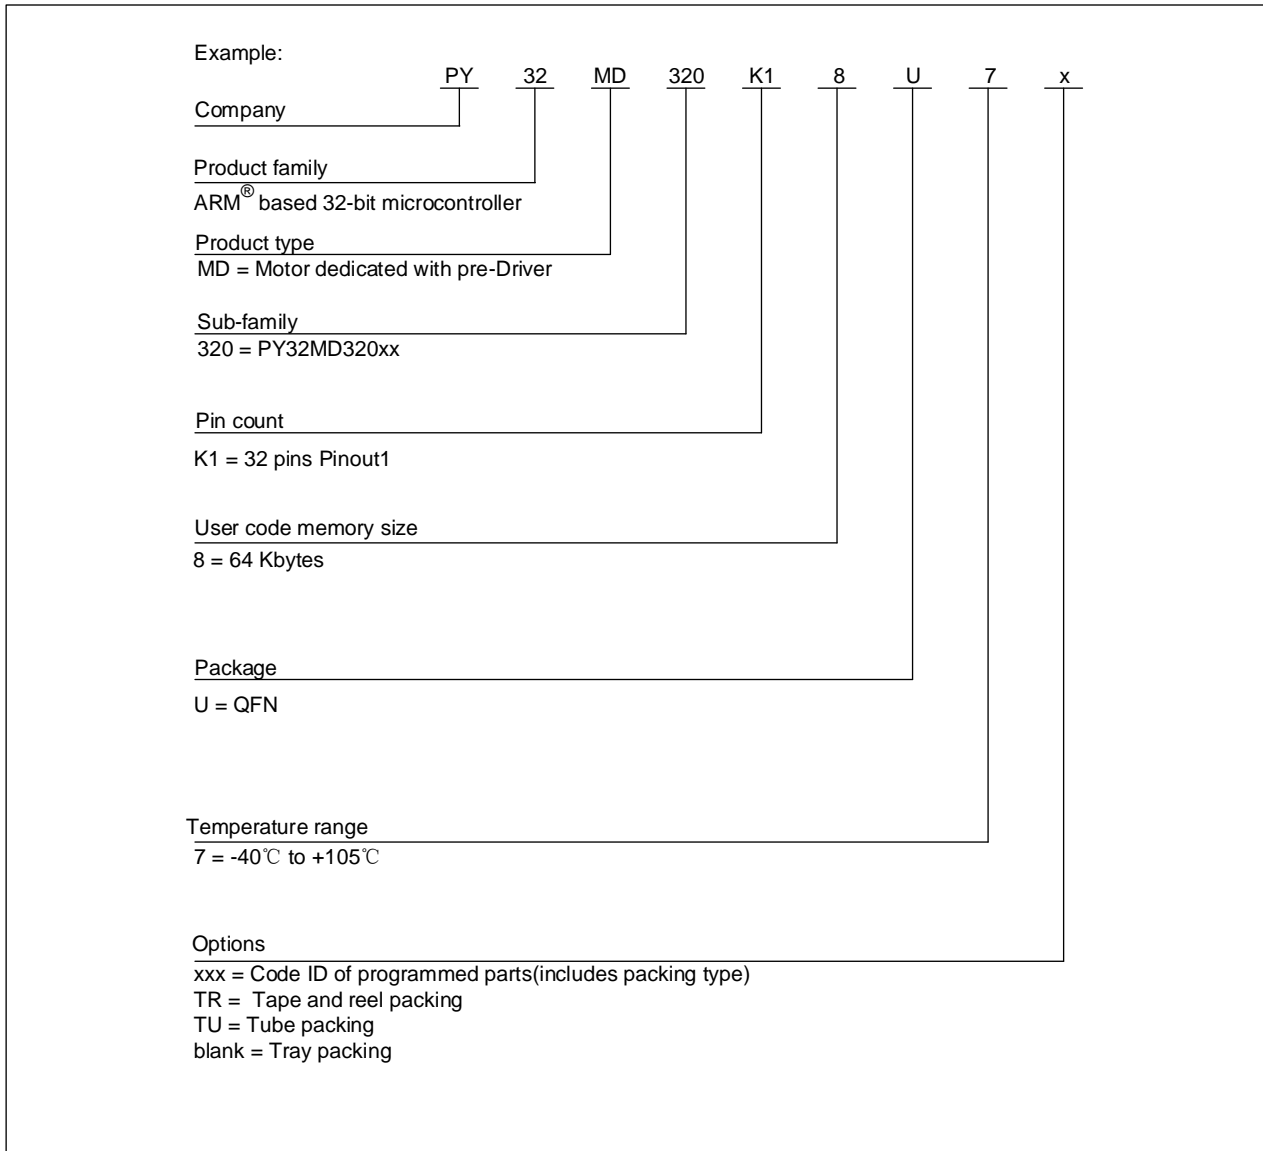 Example:
PY 32 MD 320 K1 8 U 7 x
Company
Product family
ARM® based 32-bit microcontroller
Product type
MD = Motor dedicated with pre-Driver
Sub-family
320 = PY32MD320xx
Pin count
K1 = 32 pins Pinout1
User code memory size
8 = 64 Kbytes
Package
U = QFN
Temperature range
7 = -40℃ to +105℃
Options
xxx = Code ID of programmed parts(includes packing type)
TR = Tape and reel packing
TU = Tube packing
blank = Tray packing